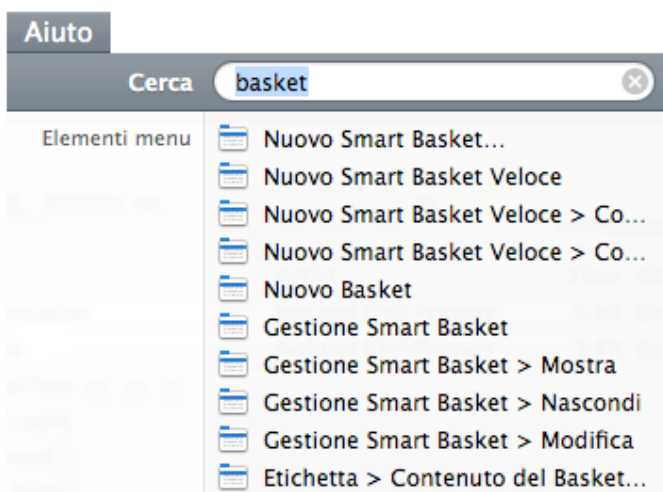 Aiuto
Cerca basket
Elementi menu Nuovo Smart Basket...
Nuovo Smart Basket Veloce
Nuovo Smart Basket Veloce > Co...
Nuovo Smart Basket Veloce > Co...
Nuovo Basket
Gestione Smart Basket
Gestione Smart Basket > Mostra
Gestione Smart Basket > Nascondi
Gestione Smart Basket > Modifica
Etichetta > Contenuto del Basket...